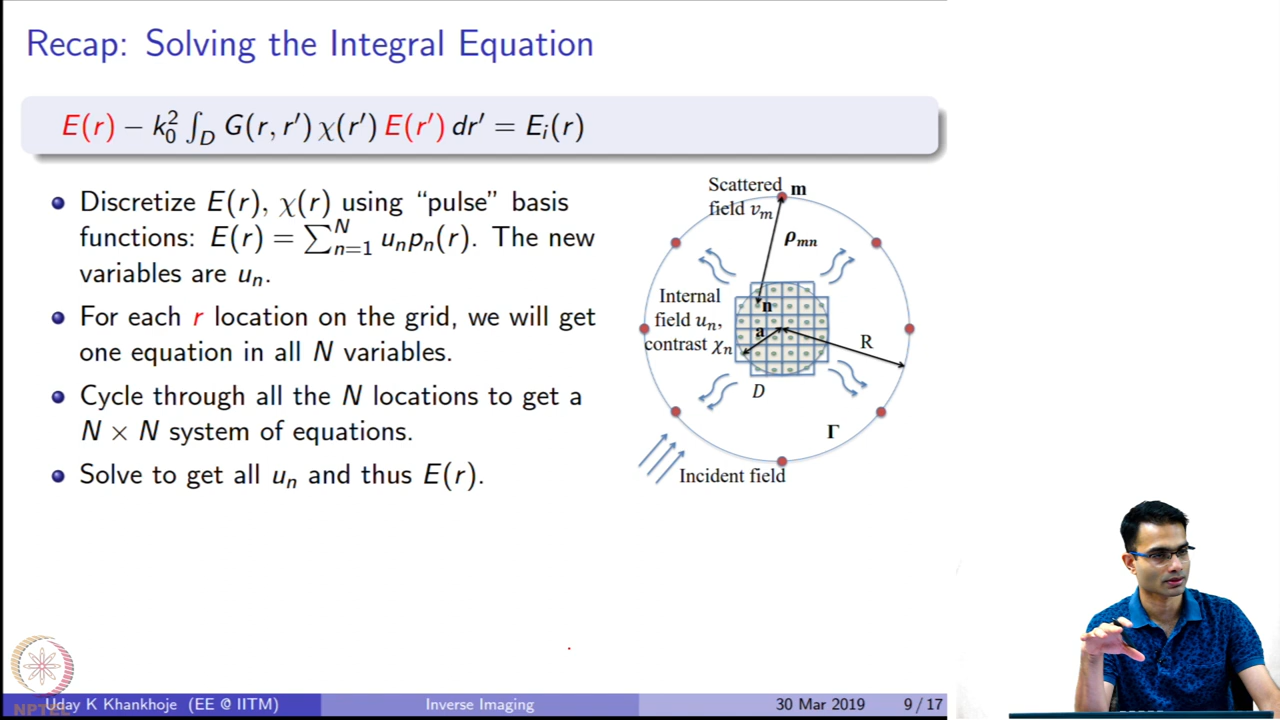 Recap: Solving the Integral Equation
E(r) − k₀² ∫_D G(r, r′) χ(r′) E(r′) dr′ = E_i(r)
Discretize E(r), χ(r) using “pulse” basis
functions: E(r) = ∑_{n=1}^{N} u_n p_n(r). The new
variables are u_n.
For each r location on the grid, we will get
one equation in all N variables.
Cycle through all the N locations to get a
N × N system of equations.
Solve to get all u_n and thus E(r).
Scattered
field v_m
m
ρ_mn
Internal
field u_n,
contrast χ_n
n
a
R
D
Γ
Incident field
NPTEL
Uday K Khankhoje (EE @ IITM)
Inverse Imaging
30 Mar 2019
9 / 17